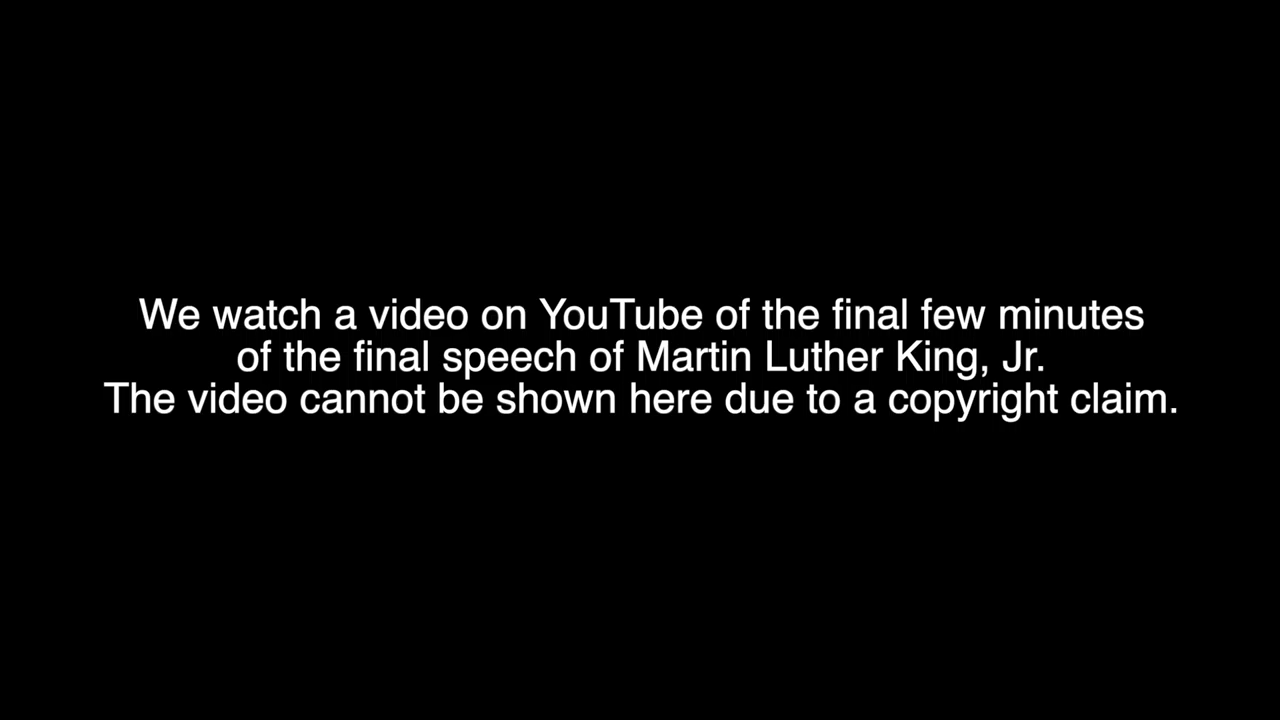 We watch a video on YouTube of the final few minutes
of the final speech of Martin Luther King, Jr.
The video cannot be shown here due to a copyright claim.